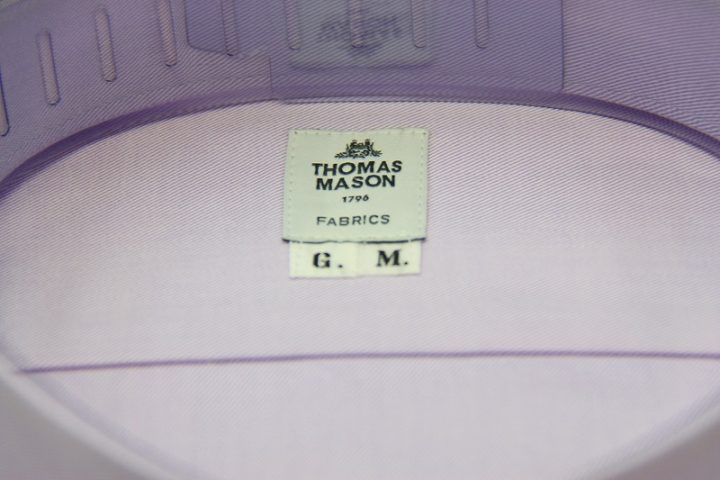 THOMAS
MASON
1796
FABRICS
G. M.